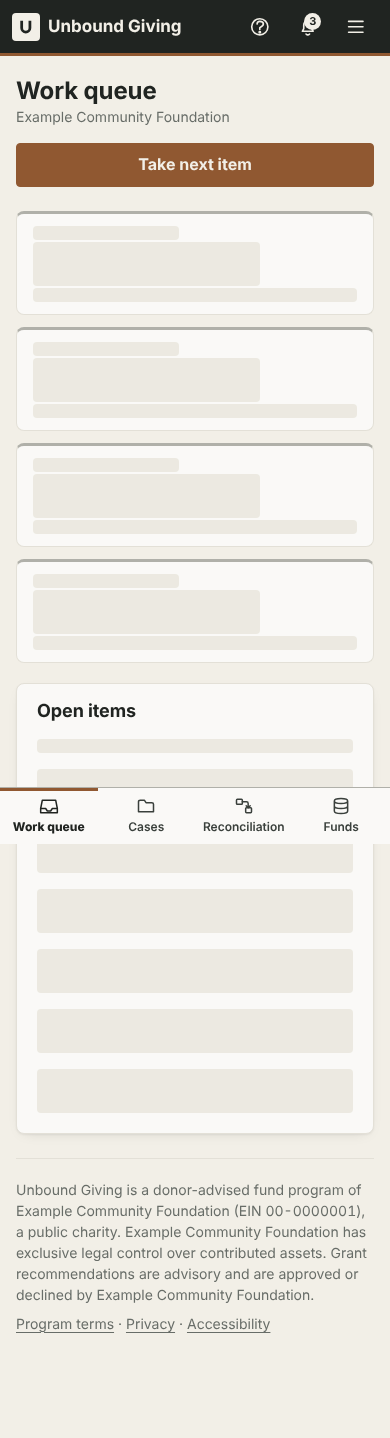 U Unbound Giving 3
Work queue
Example Community Foundation
Take next item
Open items
Work queue Cases Reconciliation Funds
Unbound Giving is a donor-advised fund program of
Example Community Foundation (EIN 00-0000001),
a public charity. Example Community Foundation has
exclusive legal control over contributed assets. Grant
recommendations are advisory and are approved or
declined by Example Community Foundation.
Program terms · Privacy · Accessibility